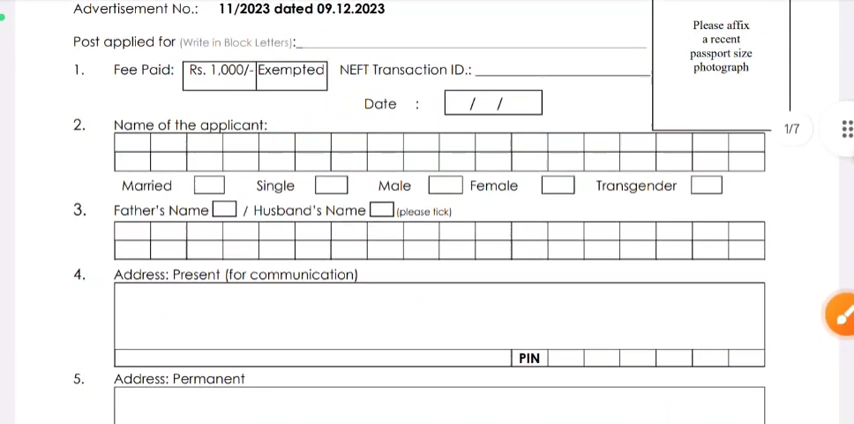 Advertisement No.: 11/2023 dated 09.12.2023
Please affix
a recent
passport size
photograph
Post applied for (Write in Block Letters):
1. Fee Paid: Rs. 1,000/- Exempted NEFT Transaction ID.:
Date : / /
2. Name of the applicant:
1/7
Married Single Male Female Transgender
3. Father's Name / Husband's Name (please tick)
4. Address: Present (for communication)
PIN
5. Address: Permanent